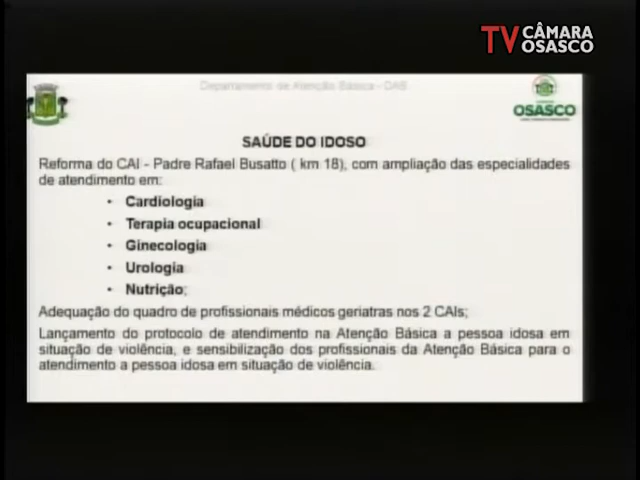 TV CÂMARA
OSASCO
Departamento de Atenção Básica - DAB
OSASCO
SAÚDE DO IDOSO
Reforma do CAI - Padre Rafael Busatto ( km 18), com ampliação das especialidades
de atendimento em:
• Cardiologia
• Terapia ocupacional
• Ginecologia
• Urologia
• Nutrição;
Adequação do quadro de profissionais médicos geriatras nos 2 CAIs;
Lançamento do protocolo de atendimento na Atenção Básica a pessoa idosa em
situação de violência, e sensibilização dos profissionais da Atenção Básica para o
atendimento a pessoa idosa em situação de violência.